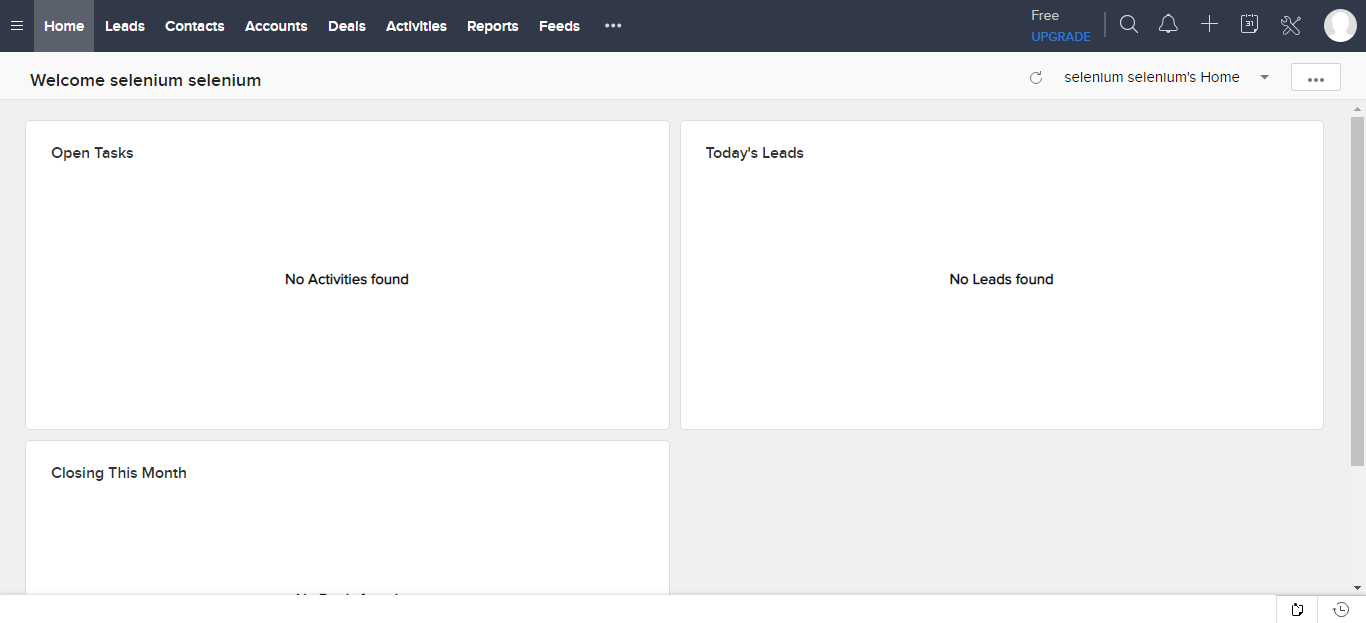 Home Leads Contacts Accounts Deals Activities Reports Feeds
Free
UPGRADE
31
Welcome selenium selenium
selenium selenium's Home
Open Tasks
No Activities found
Today's Leads
No Leads found
Closing This Month